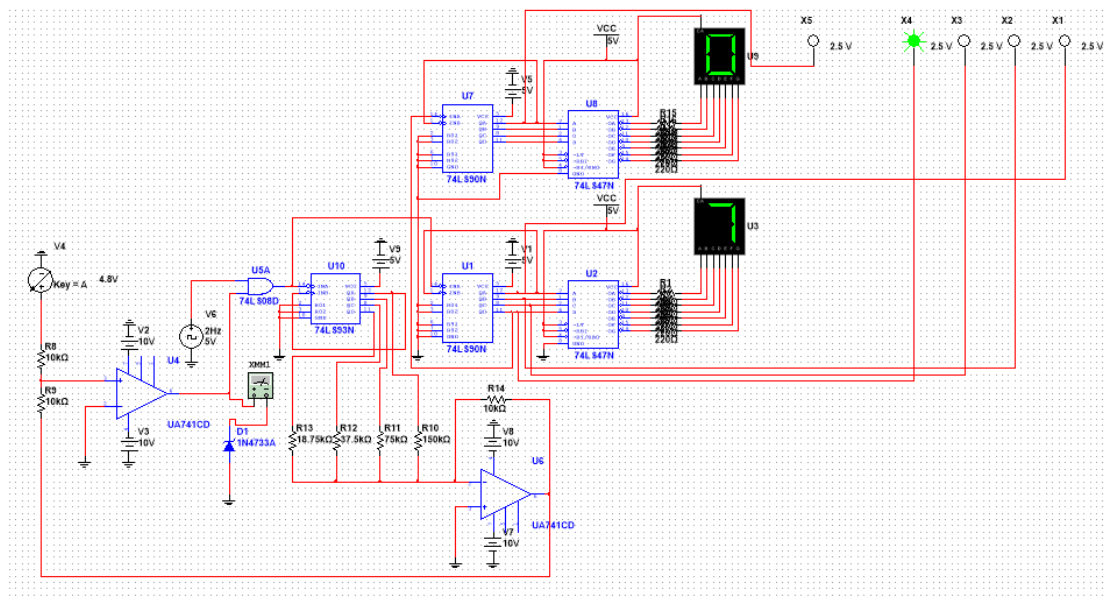 X5
X4
X3
X2
X1
2.5 V
2.5 V
2.5 V
2.5 V
2.5 V
VCC
5V
U9
V5
5V
U7
74LS90N
U8
74LS47N
R15
220Ω
VCC
5V
U3
V4
Key = A
4.8V
U5A
74LS08D
V9
5V
U10
74LS93N
V1
5V
U1
74LS90N
U2
74LS47N
R1
220Ω
V6
2Hz
5V
R8
10kΩ
R9
10kΩ
V2
10V
U4
UA741CD
V3
10V
XMM1
D1
1N4733A
R13
18.75kΩ
R12
37.5kΩ
R11
75kΩ
R10
150kΩ
R14
10kΩ
V8
10V
U6
UA741CD
V7
10V